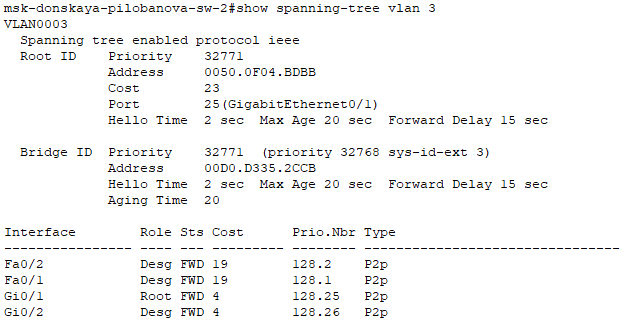 msk-donskaya-pilobanova-sw-2#show spanning-tree vlan 3
VLAN0003
  Spanning tree enabled protocol ieee
  Root ID    Priority    32771
             Address     0050.0F04.BDBB
             Cost        23
             Port        25(GigabitEthernet0/1)
             Hello Time  2 sec  Max Age 20 sec  Forward Delay 15 sec

  Bridge ID  Priority    32771  (priority 32768 sys-id-ext 3)
             Address     00D0.D335.2CCB
             Hello Time  2 sec  Max Age 20 sec  Forward Delay 15 sec
             Aging Time  20

Interface        Role Sts Cost      Prio.Nbr Type
---------------- ---- --- --------- -------- --------------------------------
Fa0/2            Desg FWD 19        128.2    P2p
Fa0/1            Desg FWD 19        128.1    P2p
Gi0/1            Root FWD 4         128.25   P2p
Gi0/2            Desg FWD 4         128.26   P2p